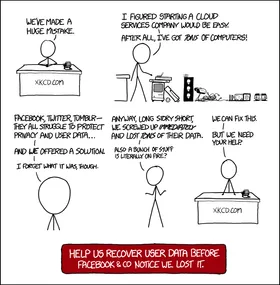 WE'VE MADE A
HUGE MISTAKE.
XKCD.COM
I FIGURED STARTING A CLOUD
SERVICES COMPANY WOULD BE EASY.
AFTER ALL, I'VE GOT TONS OF COMPUTERS!
FACEBOOK, TWITTER, TUMBLR—
THEY ALL STRUGGLE TO PROTECT
PRIVACY AND USER DATA...
AND WE OFFERED A SOLUTION.
I FORGET WHAT IT WAS, THOUGH.
ANYWAY, LONG STORY SHORT,
WE SCREWED UP IMMEDIATELY
AND LOST TONS OF THEIR DATA.
ALSO A BUNCH OF STUFF
IS LITERALLY ON FIRE.
WE CAN FIX THIS.
BUT WE NEED
YOUR HELP.
XKCD.COM
HELP US RECOVER USER DATA BEFORE
FACEBOOK & CO NOTICE WE LOST IT.